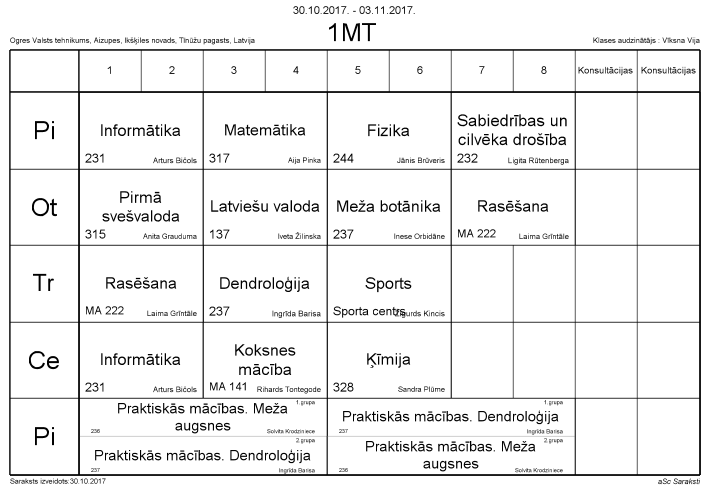 30.10.2017. - 03.11.2017.
1MT
Ogres Valsts tehnikums, Aizupes, Ikšķiles novads, Tīnūžu pagasts, Latvija
Klases audzinātājs : Vīksna Vija
1 2 3 4 5 6 7 8 Konsultācijas Konsultācijas
Pi
Informātika
231 Arturs Bičols
Matemātika
317 Aija Pinka
Fizika
244 Jānis Brūveris
Sabiedrības un
cilvēka drošība
232 Ligita Rūtenberga
Ot
Pirmā
svešvaloda
315 Anita Grauduma
Latviešu valoda
137 Iveta Žilinska
Meža botānika
237 Inese Orbidāne
Rasēšana
MA 222 Laima Grīntāle
Tr
Rasēšana
MA 222 Laima Grīntāle
Dendroloģija
237 Ingrīda Barisa
Sports
Sporta centrs Zigurds Kincis
Ce
Informātika
231 Arturs Bičols
Koksnes
mācība
MA 141 Rihards Tontegode
Ķīmija
328 Sandra Plūme
Pi
1.grupa
Praktiskās mācības. Meža
augsnes
236 Solvita Krodziniece
2.grupa
Praktiskās mācības. Dendroloģija
237 Ingrīda Barisa
1.grupa
Praktiskās mācības. Dendroloģija
237 Ingrīda Barisa
2.grupa
Praktiskās mācības. Meža
augsnes
236 Solvita Krodziniece
Saraksts izveidots:30.10.2017
aSc Saraksti